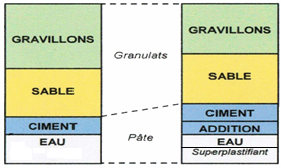 GRAVILLONS
SABLE
CIMENT
EAU
Granulats
Pâte
GRAVILLONS
SABLE
CIMENT
ADDITION
EAU
Superplastifiant